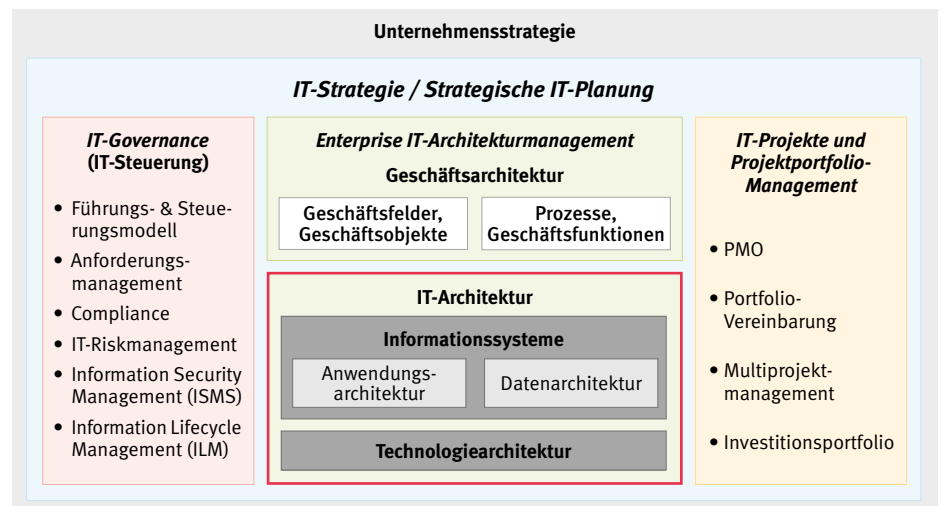 Unternehmensstrategie
IT-Strategie / Strategische IT-Planung
IT-Governance
(IT-Steuerung)
• Führungs- & Steue-
rungsmodell
• Anforderungs-
management
• Compliance
• IT-Riskmanagement
• Information Security
Management (ISMS)
• Information Lifecycle
Management (ILM)
Enterprise IT-Architekturmanagement
Geschäftsarchitektur
Geschäftsfelder,
Geschäftsobjekte
Prozesse,
Geschäftsfunktionen
IT-Architektur
Informationssysteme
Anwendungs-
architektur
Datenarchitektur
Technologiearchitektur
IT-Projekte und
Projektportfolio-
Management
• PMO
• Portfolio-
Vereinbarung
• Multiprojekt-
management
• Investitionsportfolio